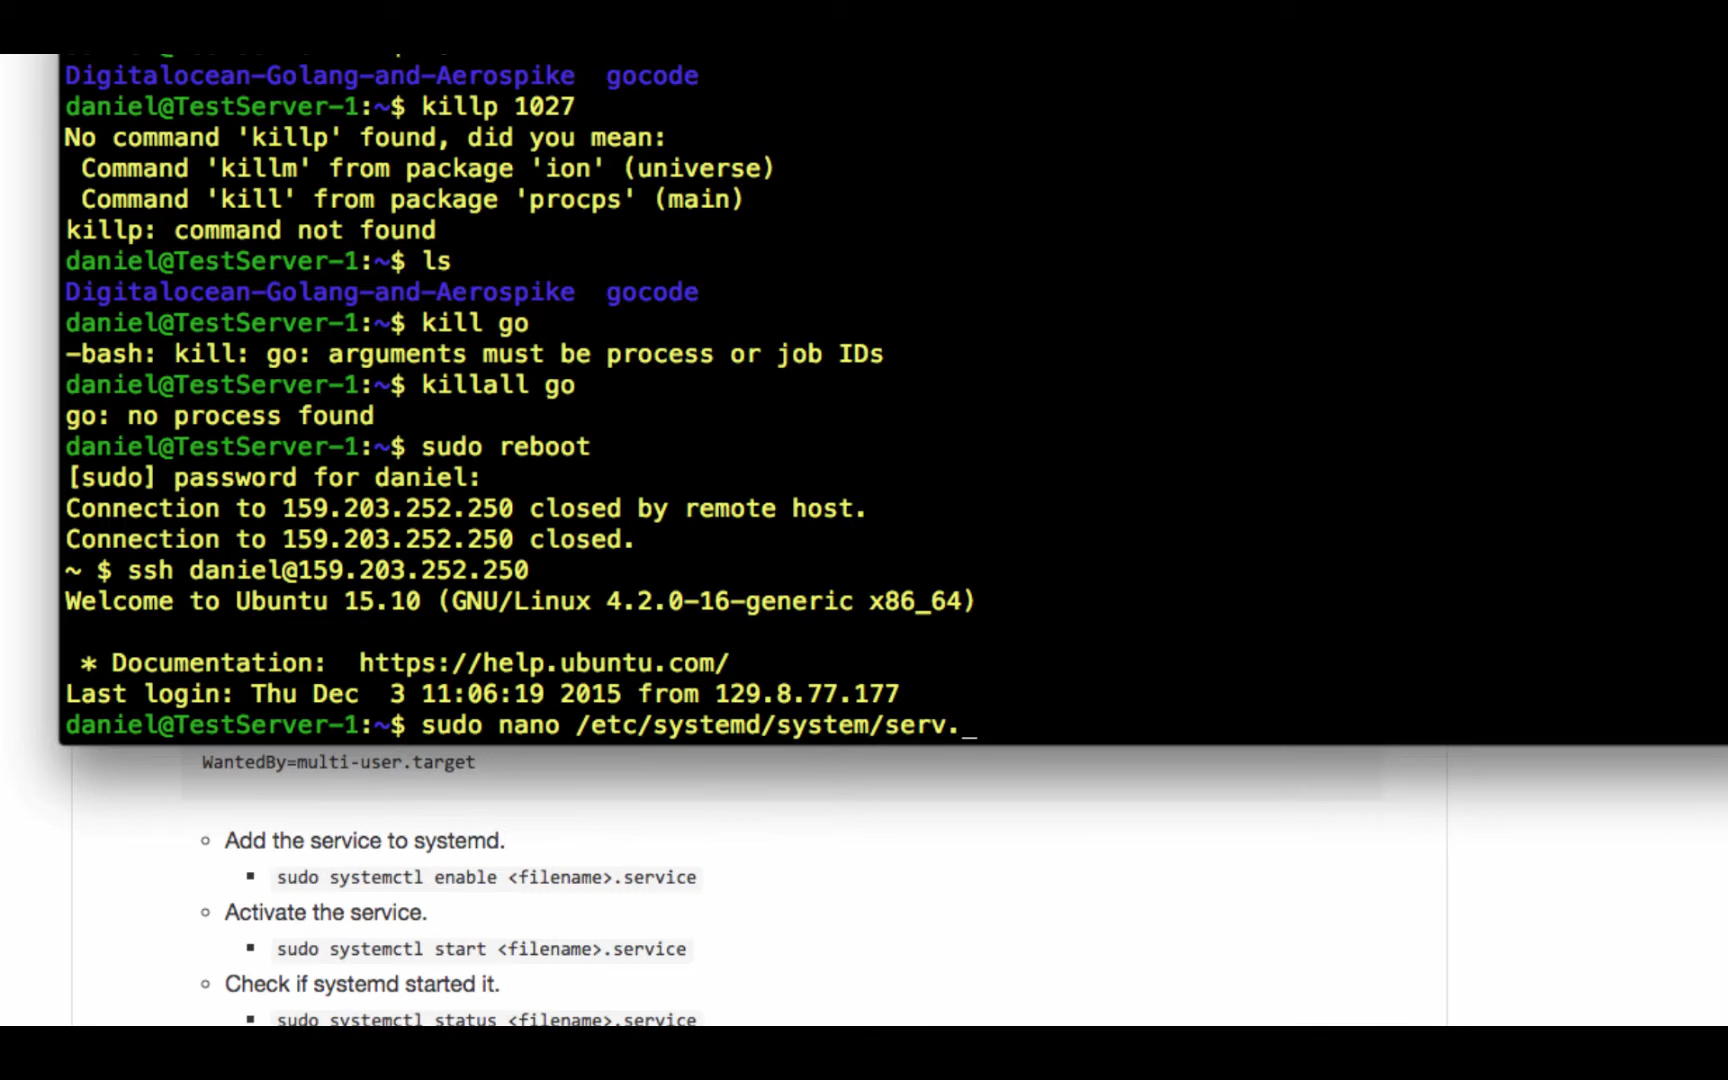 Digitalocean-Golang-and-Aerospike  gocode
daniel@TestServer-1:~$ killp 1027
No command 'killp' found, did you mean:
 Command 'killm' from package 'ion' (universe)
 Command 'kill' from package 'procps' (main)
killp: command not found
daniel@TestServer-1:~$ ls
Digitalocean-Golang-and-Aerospike  gocode
daniel@TestServer-1:~$ kill go
-bash: kill: go: arguments must be process or job IDs
daniel@TestServer-1:~$ killall go
go: no process found
daniel@TestServer-1:~$ sudo reboot
[sudo] password for daniel:
Connection to 159.203.252.250 closed by remote host.
Connection to 159.203.252.250 closed.
~ $ ssh daniel@159.203.252.250
Welcome to Ubuntu 15.10 (GNU/Linux 4.2.0-16-generic x86_64)
 * Documentation:  https://help.ubuntu.com/
Last login: Thu Dec  3 11:06:19 2015 from 129.8.77.177
daniel@TestServer-1:~$ sudo nano /etc/systemd/system/serv._
WantedBy=multi-user.target
Add the service to systemd.
sudo systemctl enable <filename>.service
Activate the service.
sudo systemctl start <filename>.service
Check if systemd started it.
sudo systemctl status <filename>.service